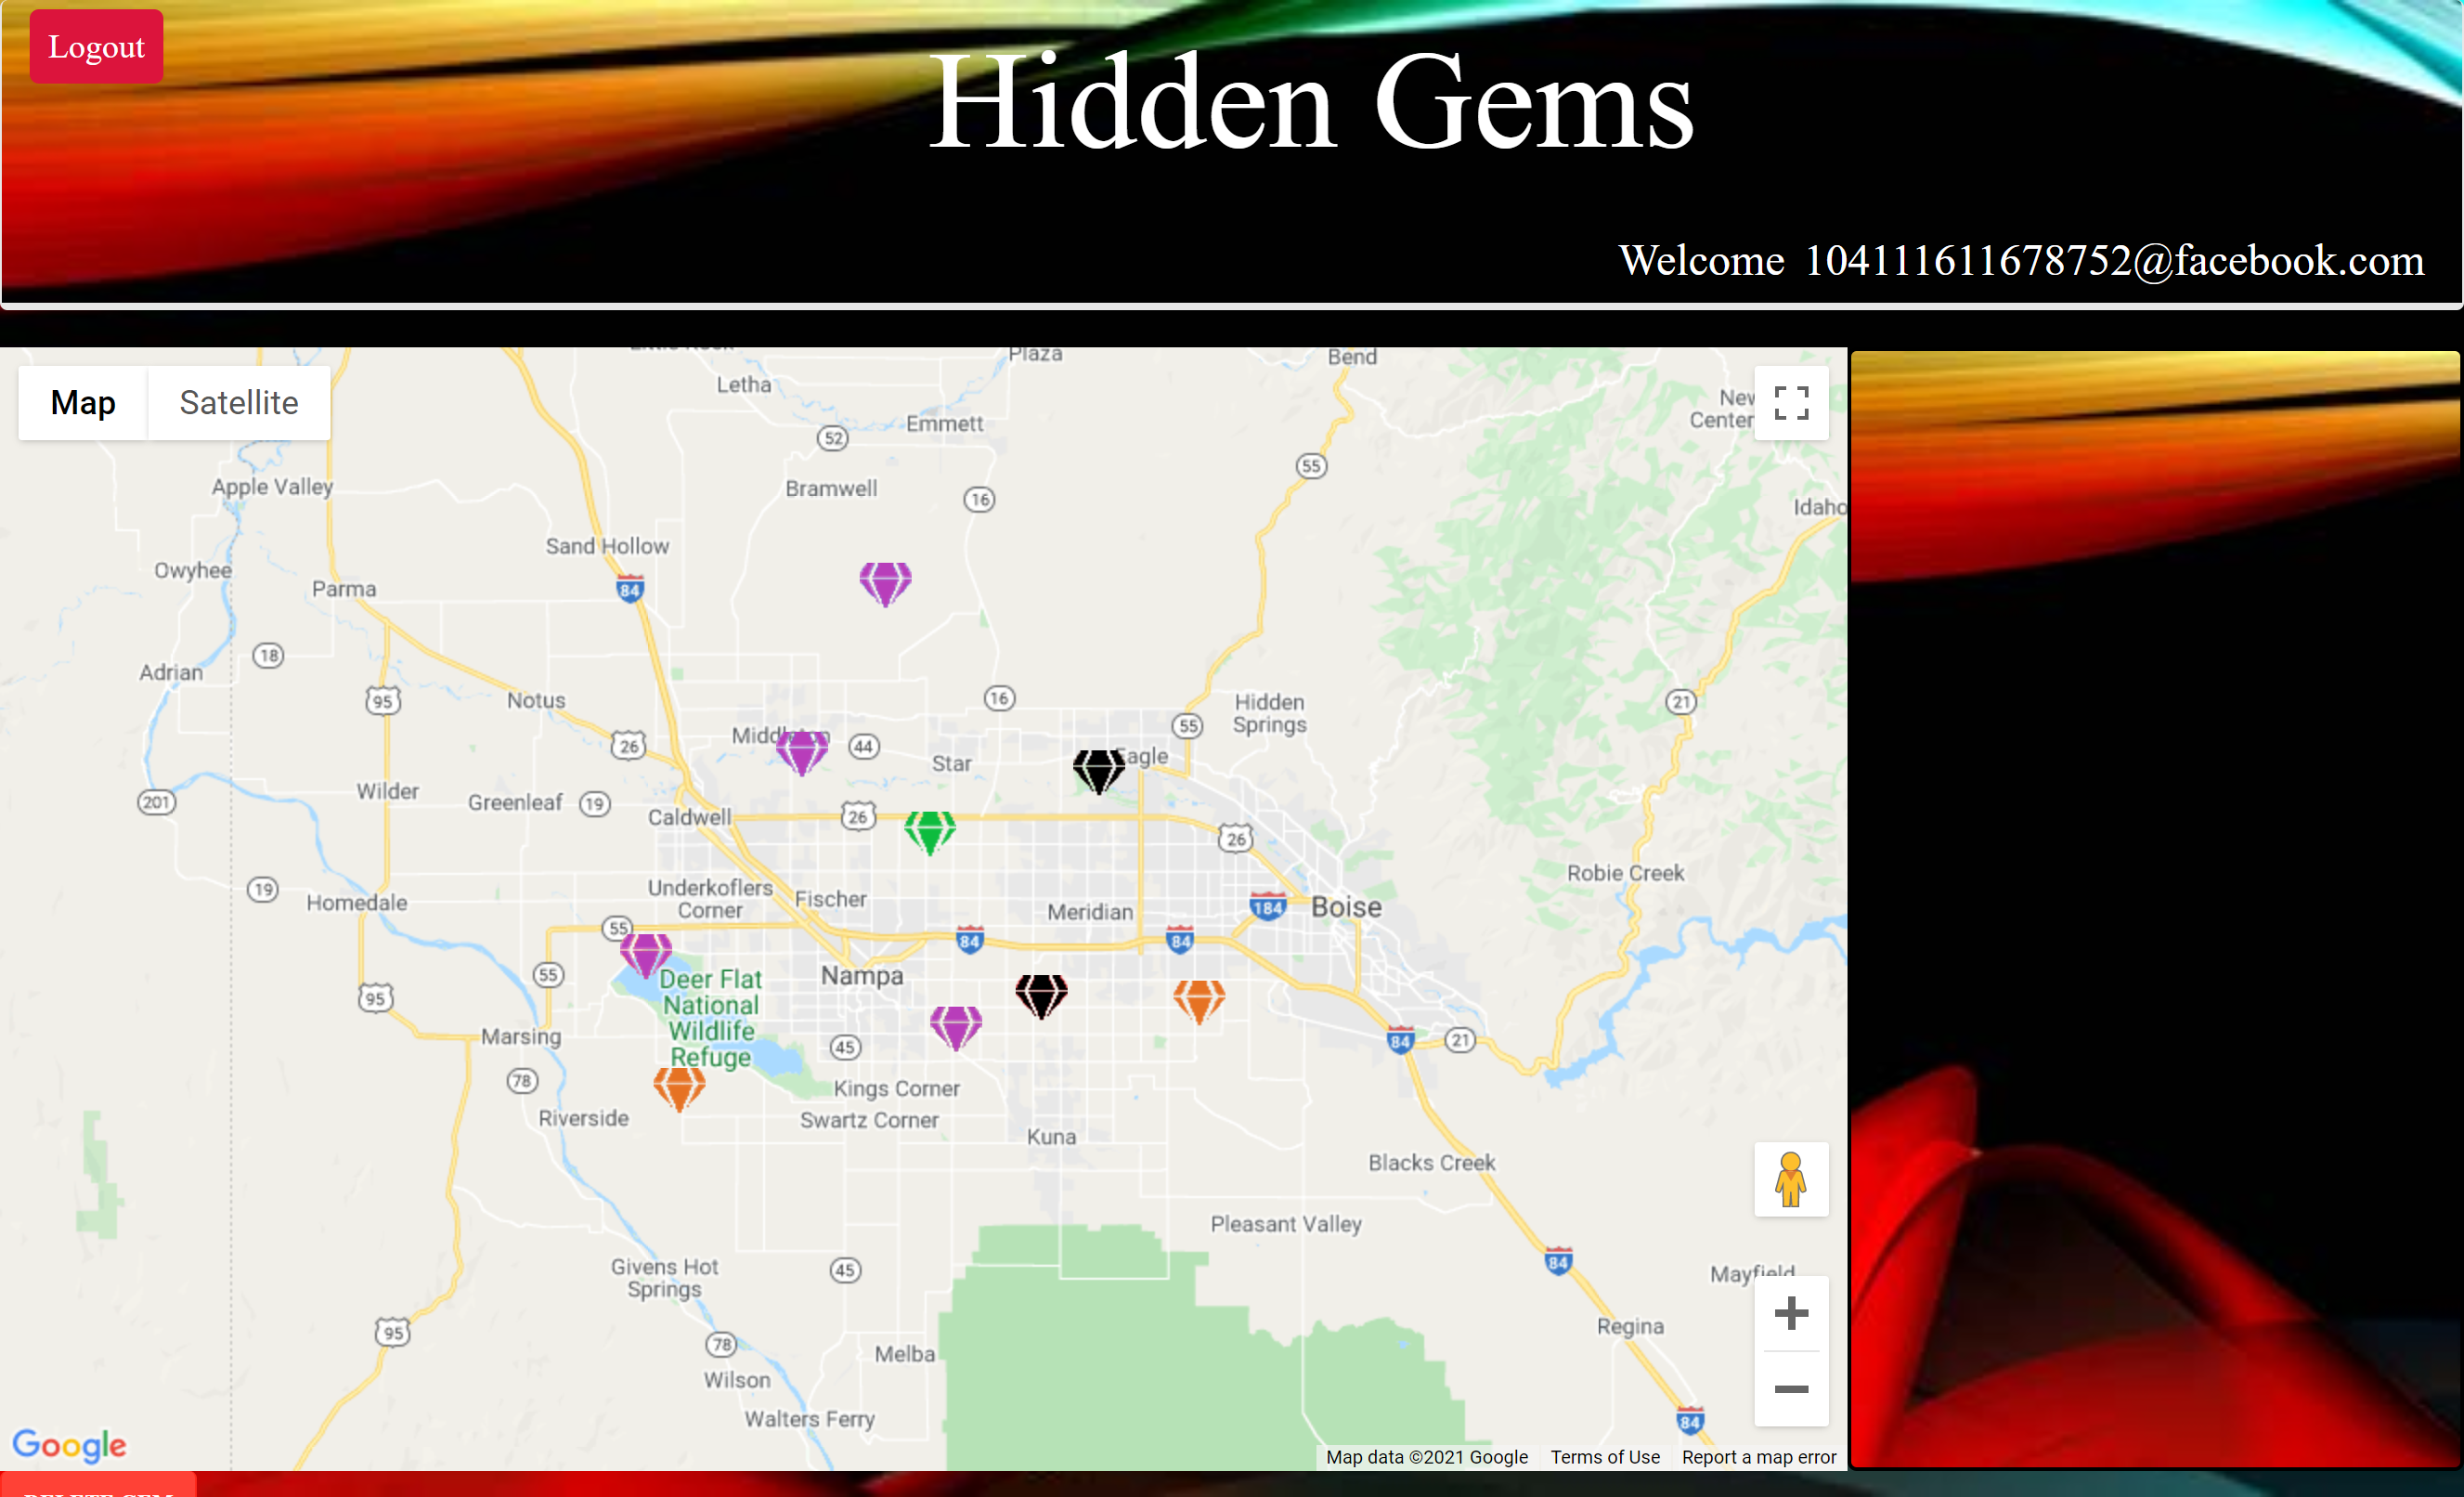 Logout
Hidden Gems
Welcome 104111611678752@facebook.com
Map
Satellite
Plaza
Bend
Letha
Emmett
52
Bramwell
16
55
Apple Valley
Idaho
Sand Hollow
Owyhee
Parma
84
18
Adrian
95
Notus
16
Hidden
Springs
55
21
26
44
Star
Eagle
201
Wilder
Greenleaf
19
Caldwell
26
26
Robie Creek
19
Homedale
Underkoflers
Corner
Fischer
Meridian
184
Boise
55
84
84
55
Nampa
Deer Flat
National
Wildlife
Refuge
95
Marsing
45
84
21
78
Kings Corner
Riverside
Swartz Corner
Kuna
Blacks Creek
Pleasant Valley
Givens Hot
Springs
45
84
Mayfield
95
78
Melba
Regina
Wilson
Walters Ferry
84
Google
Map data ©2021 Google
Terms of Use
Report a map error
DELETE GEM